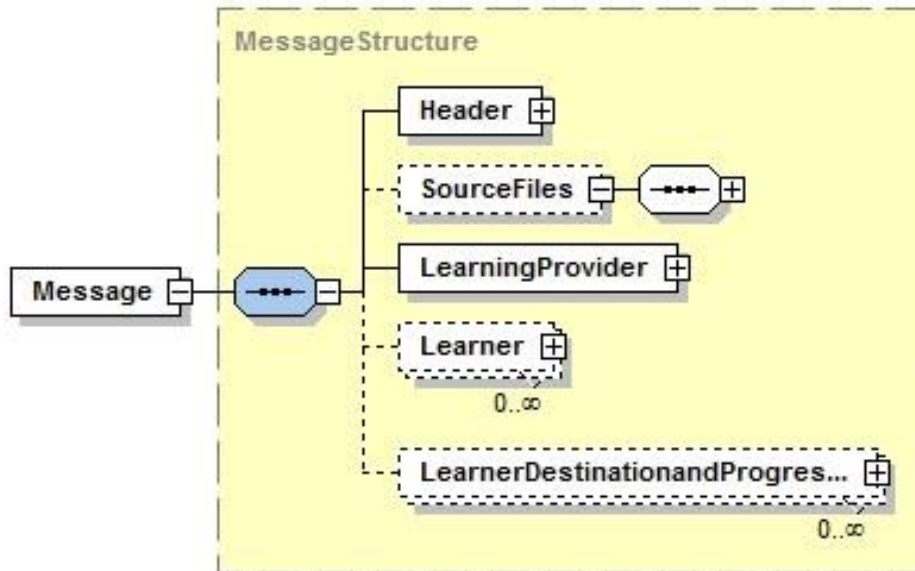 MessageStructure
Header
SourceFiles
LearningProvider
Message
Learner
0..∞
LearnerDestinationandProgres...
0..∞